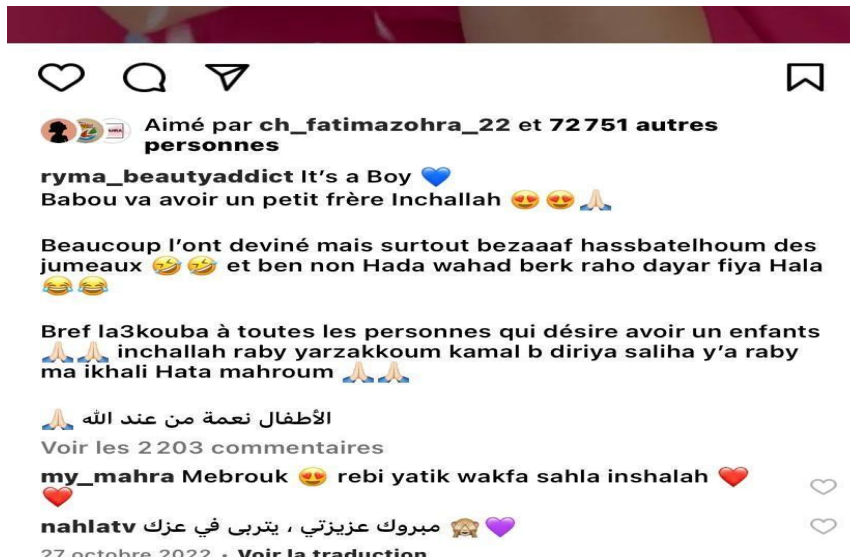 Aimé par ch_fatimazohra_22 et 72 751 autres
personnes
ryma_beautyaddict It's a Boy 💙
Babou va avoir un petit frère Inchallah 😍😍🙏🏻
Beaucoup l'ont deviné mais surtout bezaaaf hassbatelhoum des
jumeaux 🤣🤣 et ben non Hada wahad berk raho dayar fiya Hala
😂😂
Bref la3kouba à toutes les personnes qui désire avoir un enfants
🙏🏻🙏🏻 inchallah raby yarzakkoum kamal b diriya saliha y'a raby
ma ikhali Hata mahroum 🙏🏻🙏🏻
الأطفال نعمة من عند الله 🙏🏻
Voir les 2 203 commentaires
my_mahra Mebrouk 😍 rebi yatik wakfa sahla inshalah ❤️
❤️
nahlatv مبروك عزيزتي ، يتربى في عزك 🙈💜
27 octobre 2022 · Voir la traduction